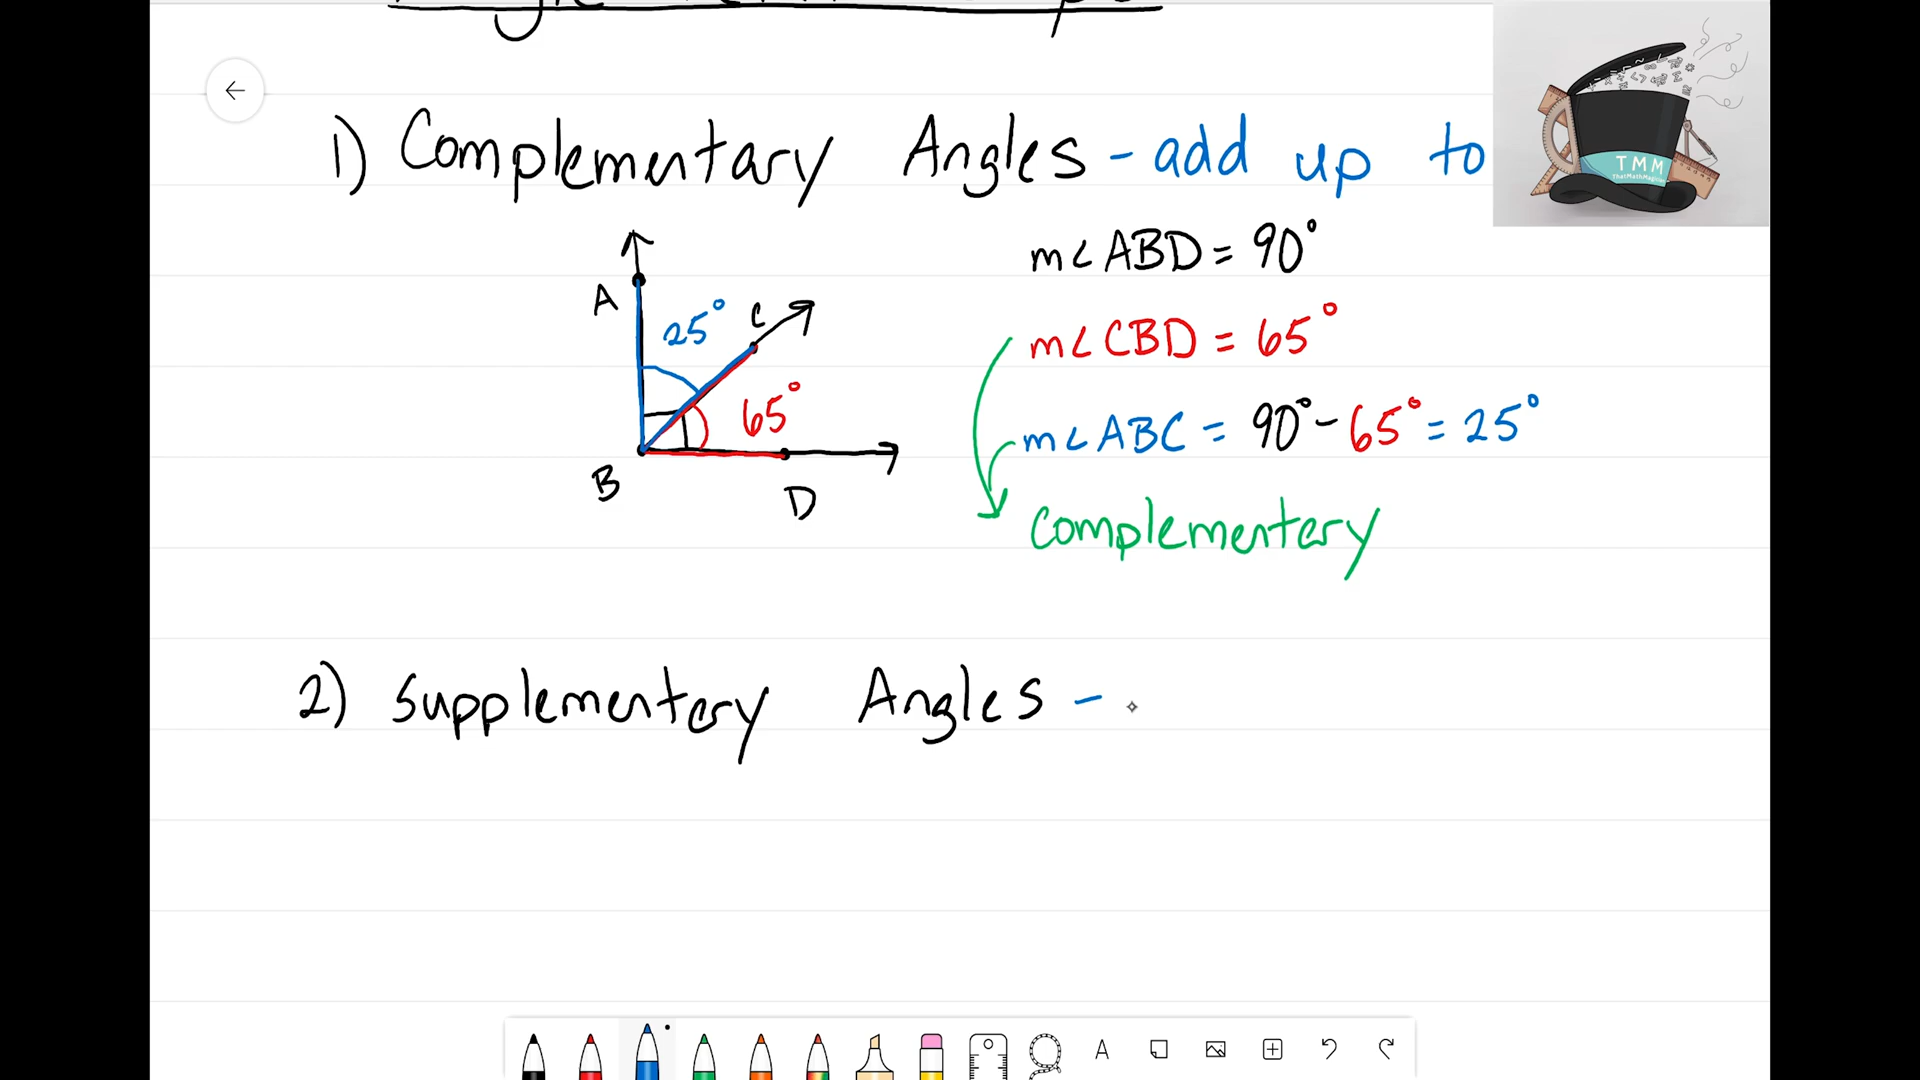 1) Complementary Angles - add up to
m∠ABD = 90°
A
25°
C
m∠CBD = 65°
65°
m∠ABC = 90° - 65° = 25°
B
D
Complementery
2) Supplementery Angles -
TMM
ThatMathMagician
A